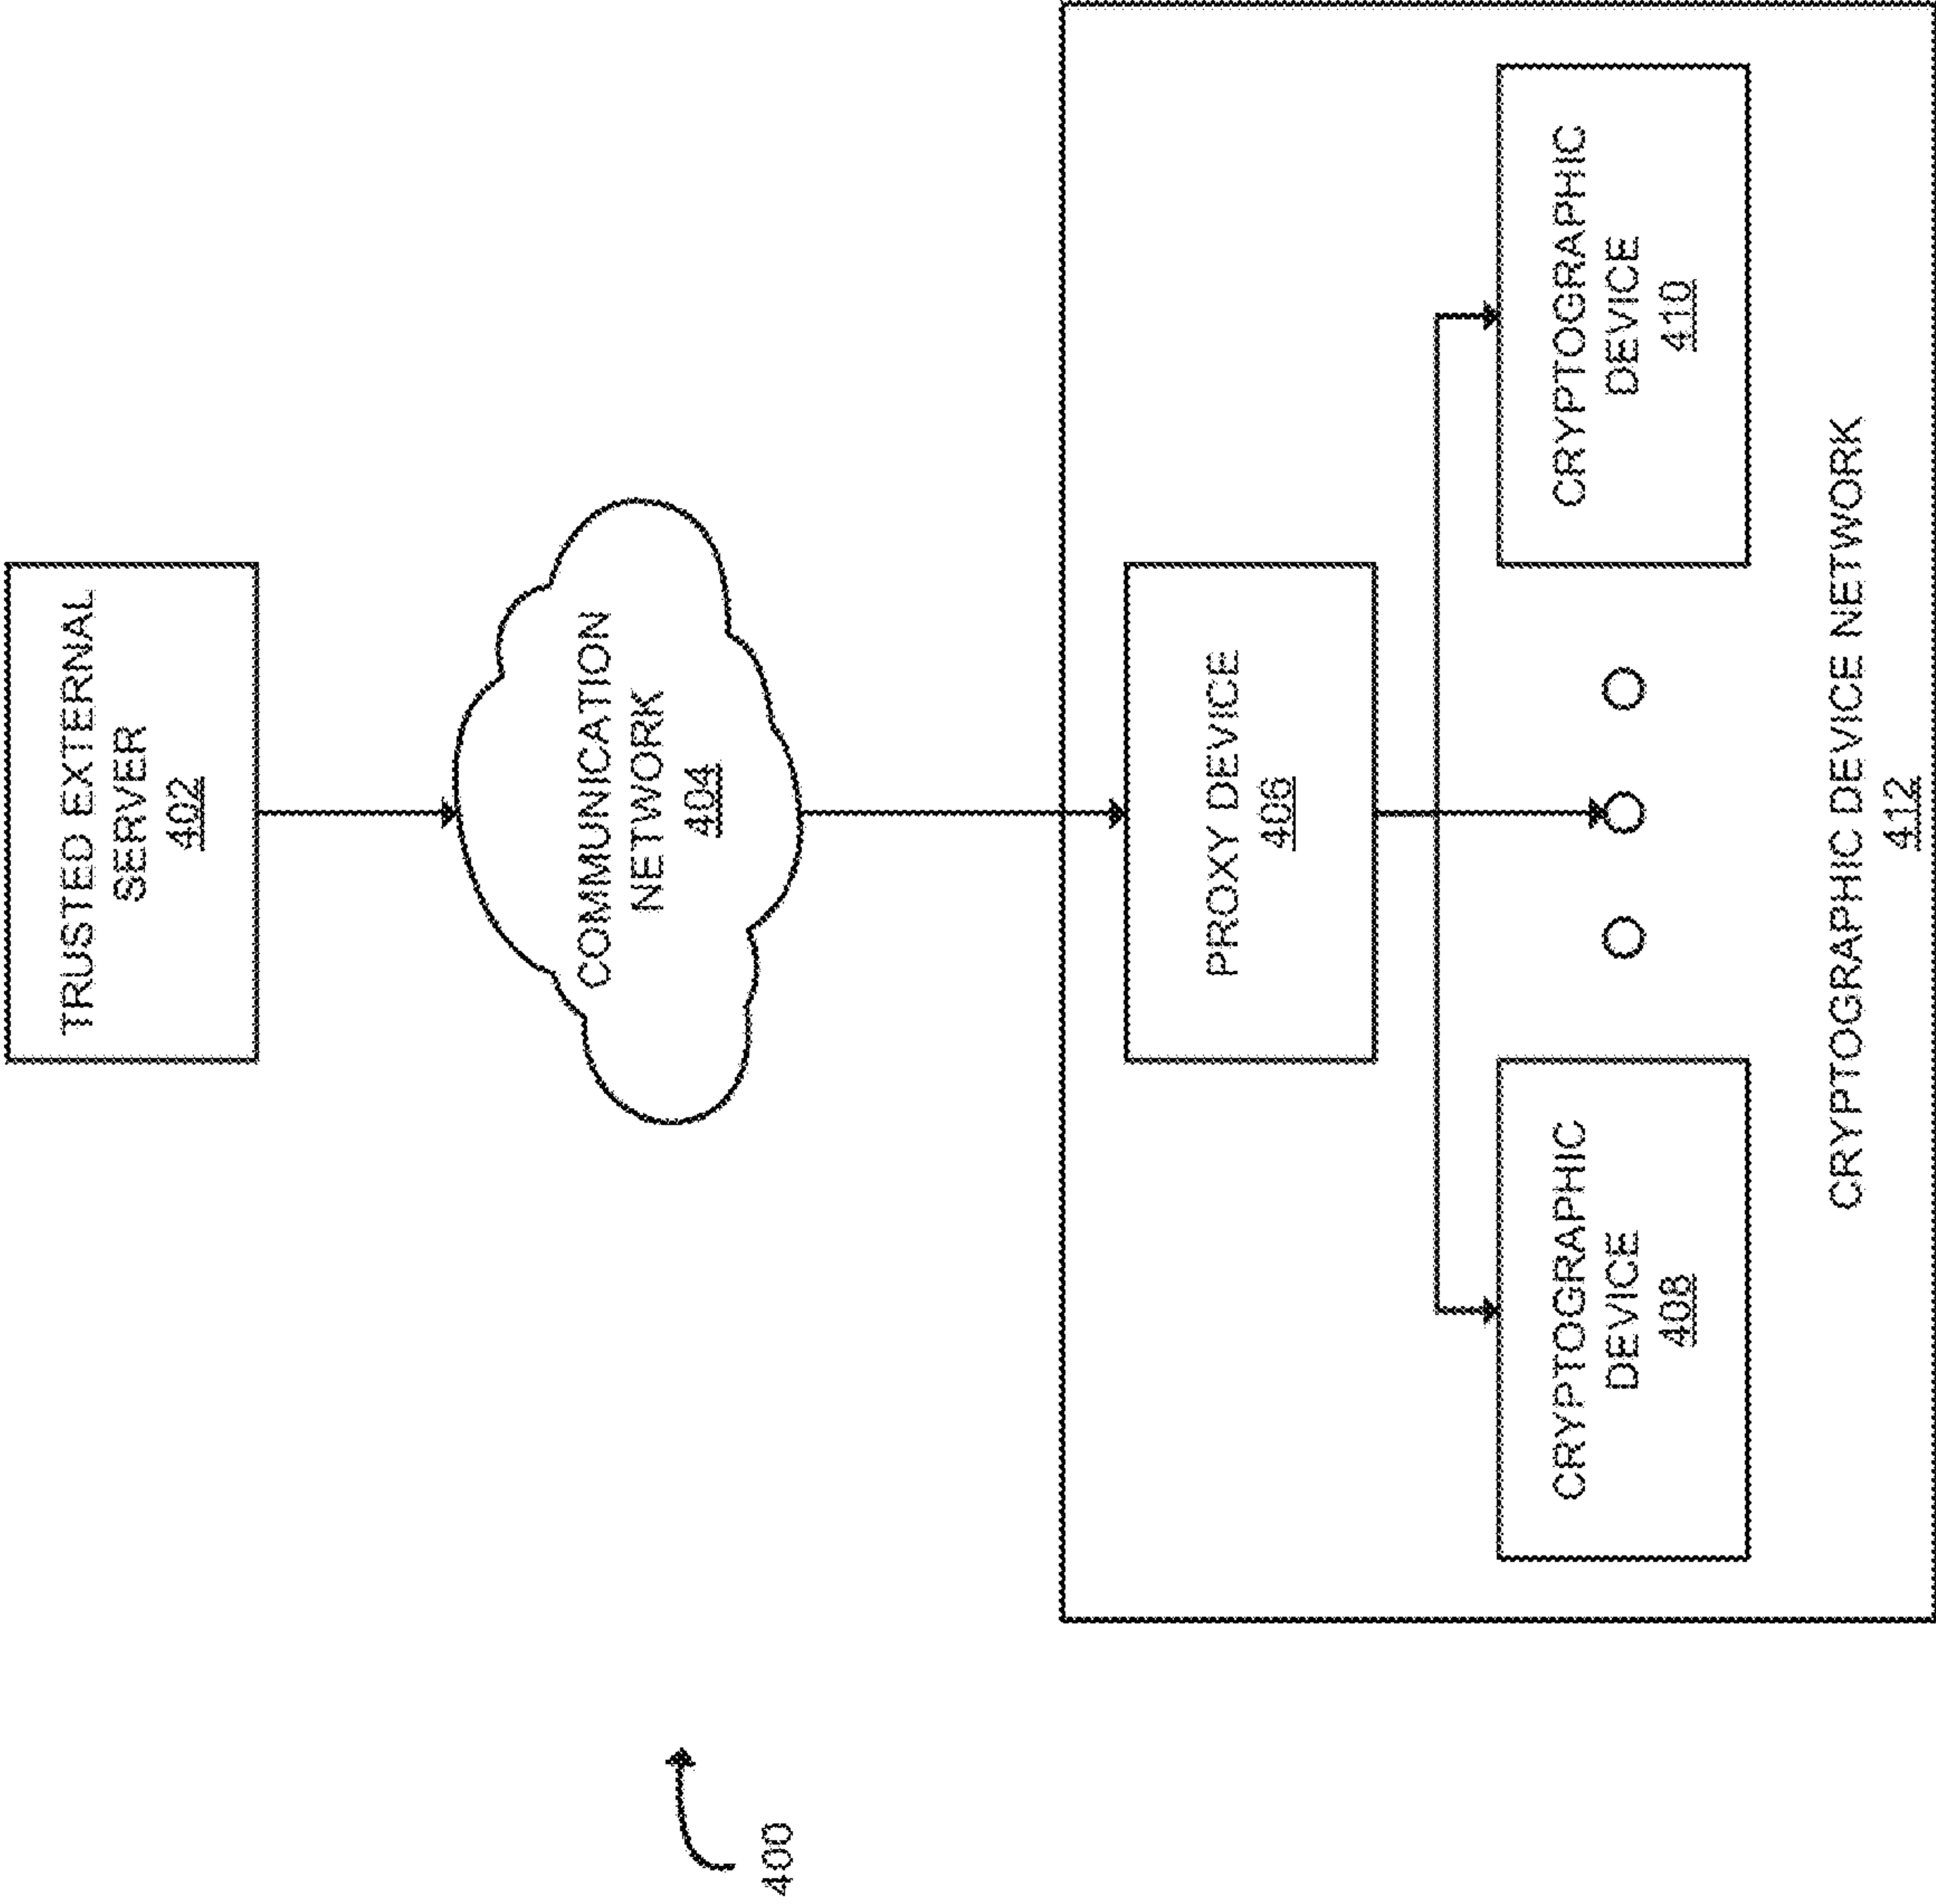 400
TRUSTED EXTERNAL
SERVER
402
COMMUNICATION
NETWORK
404
PROXY DEVICE
406
CRYPTOGRAPHIC
DEVICE
408
CRYPTOGRAPHIC
DEVICE
410
CRYPTOGRAPHIC DEVICE NETWORK
412